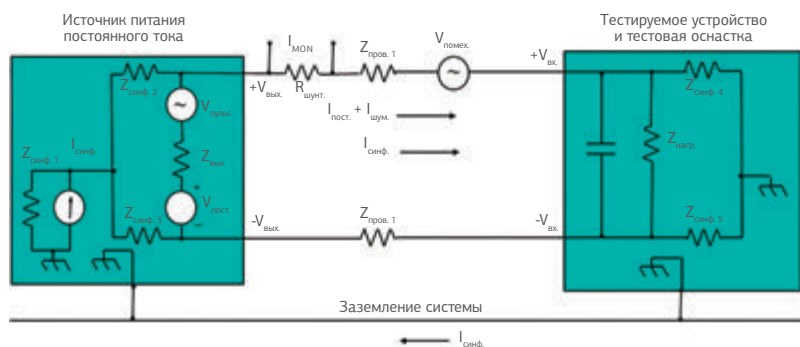 Источник питания
постоянного тока
Тестируемое устройство
и тестовая оснастка
I MON
Z пров. 1
V помех.
Z синф. 2
+V вых.
R шунт.
+V вх.
Z синф. 4
V пульс.
I пост. + I шум.
Z синф. 1
I синф.
Z вых.
I синф.
Z нагр.
V пост.
Z синф. 3
-V вых.
Z пров. 1
-V вх.
Z синф. 5
Заземление системы
I синф.